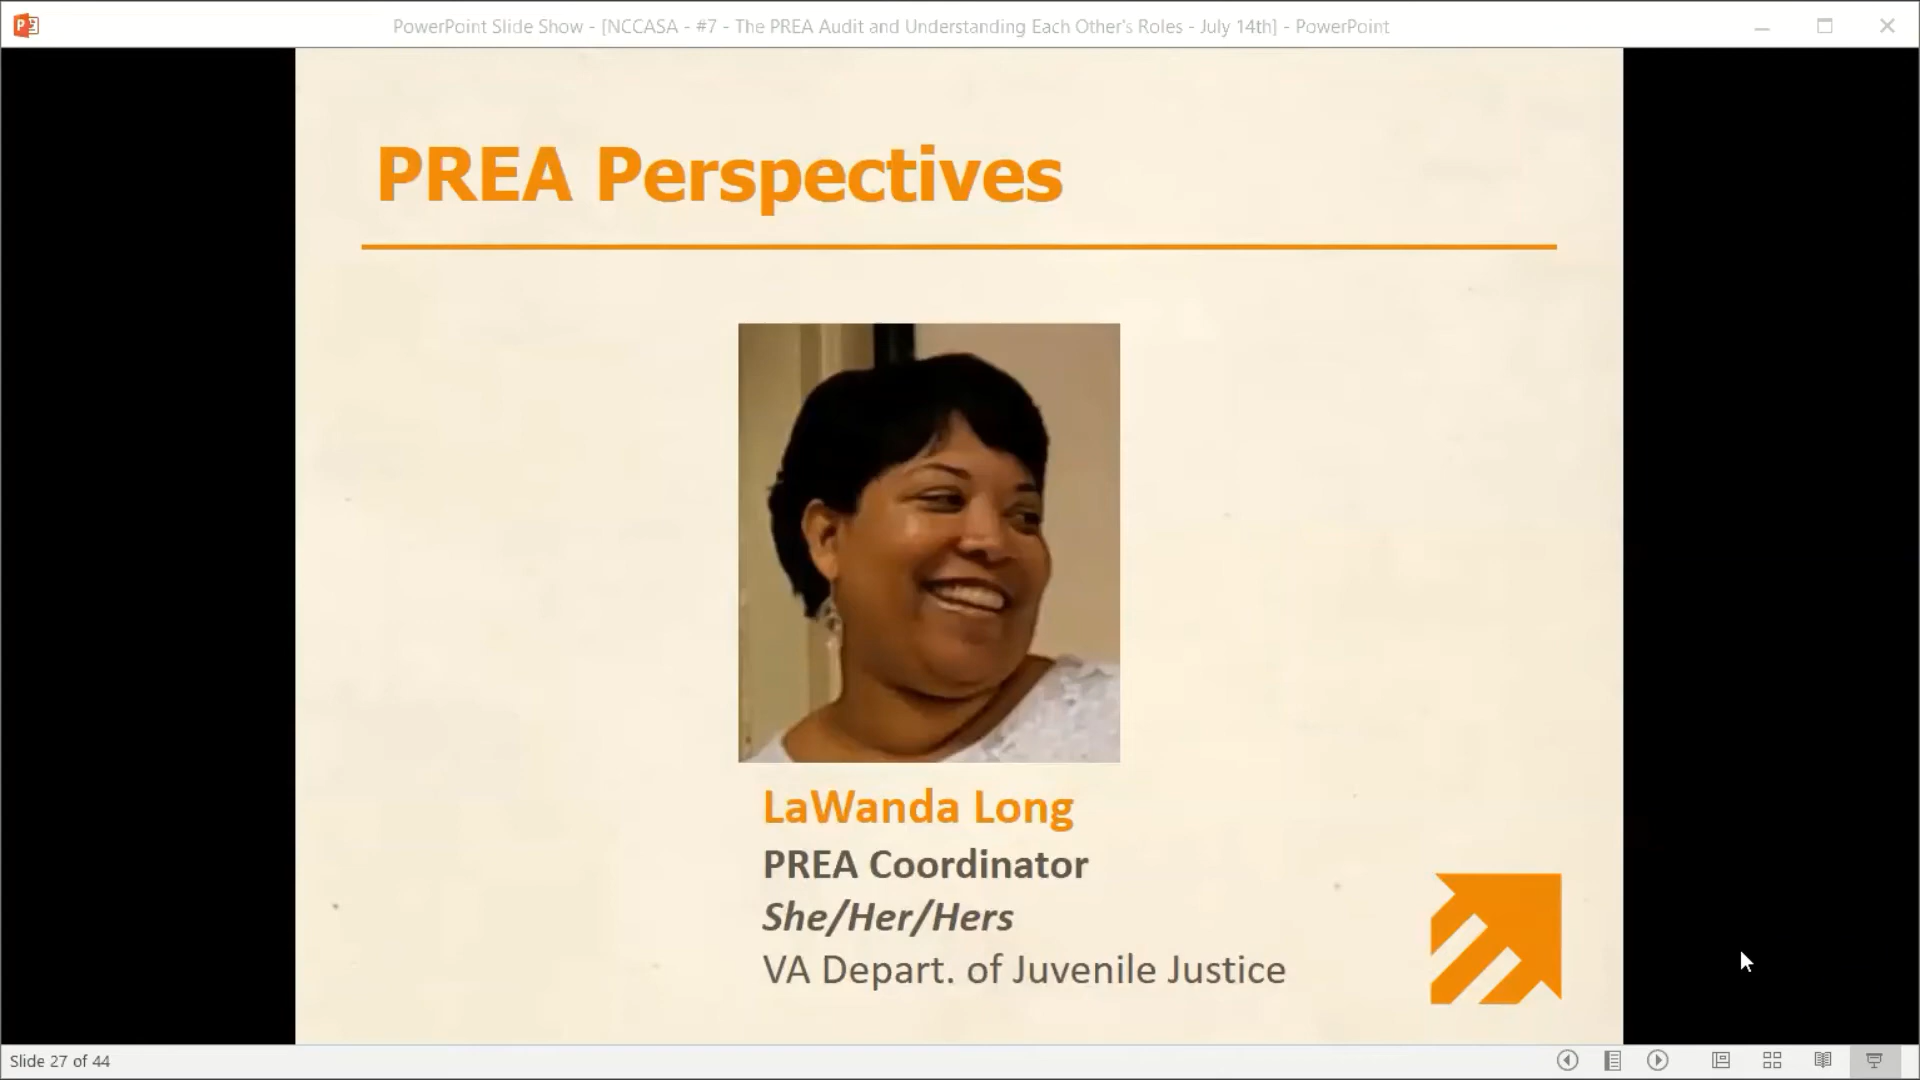 PowerPoint Slide Show - [NCCASA - #7 - The PREA Audit and Understanding Each Other's Roles - July 14th] - PowerPoint
PREA Perspectives
LaWanda Long
PREA Coordinator
She/Her/Hers
VA Depart. of Juvenile Justice
Slide 27 of 44